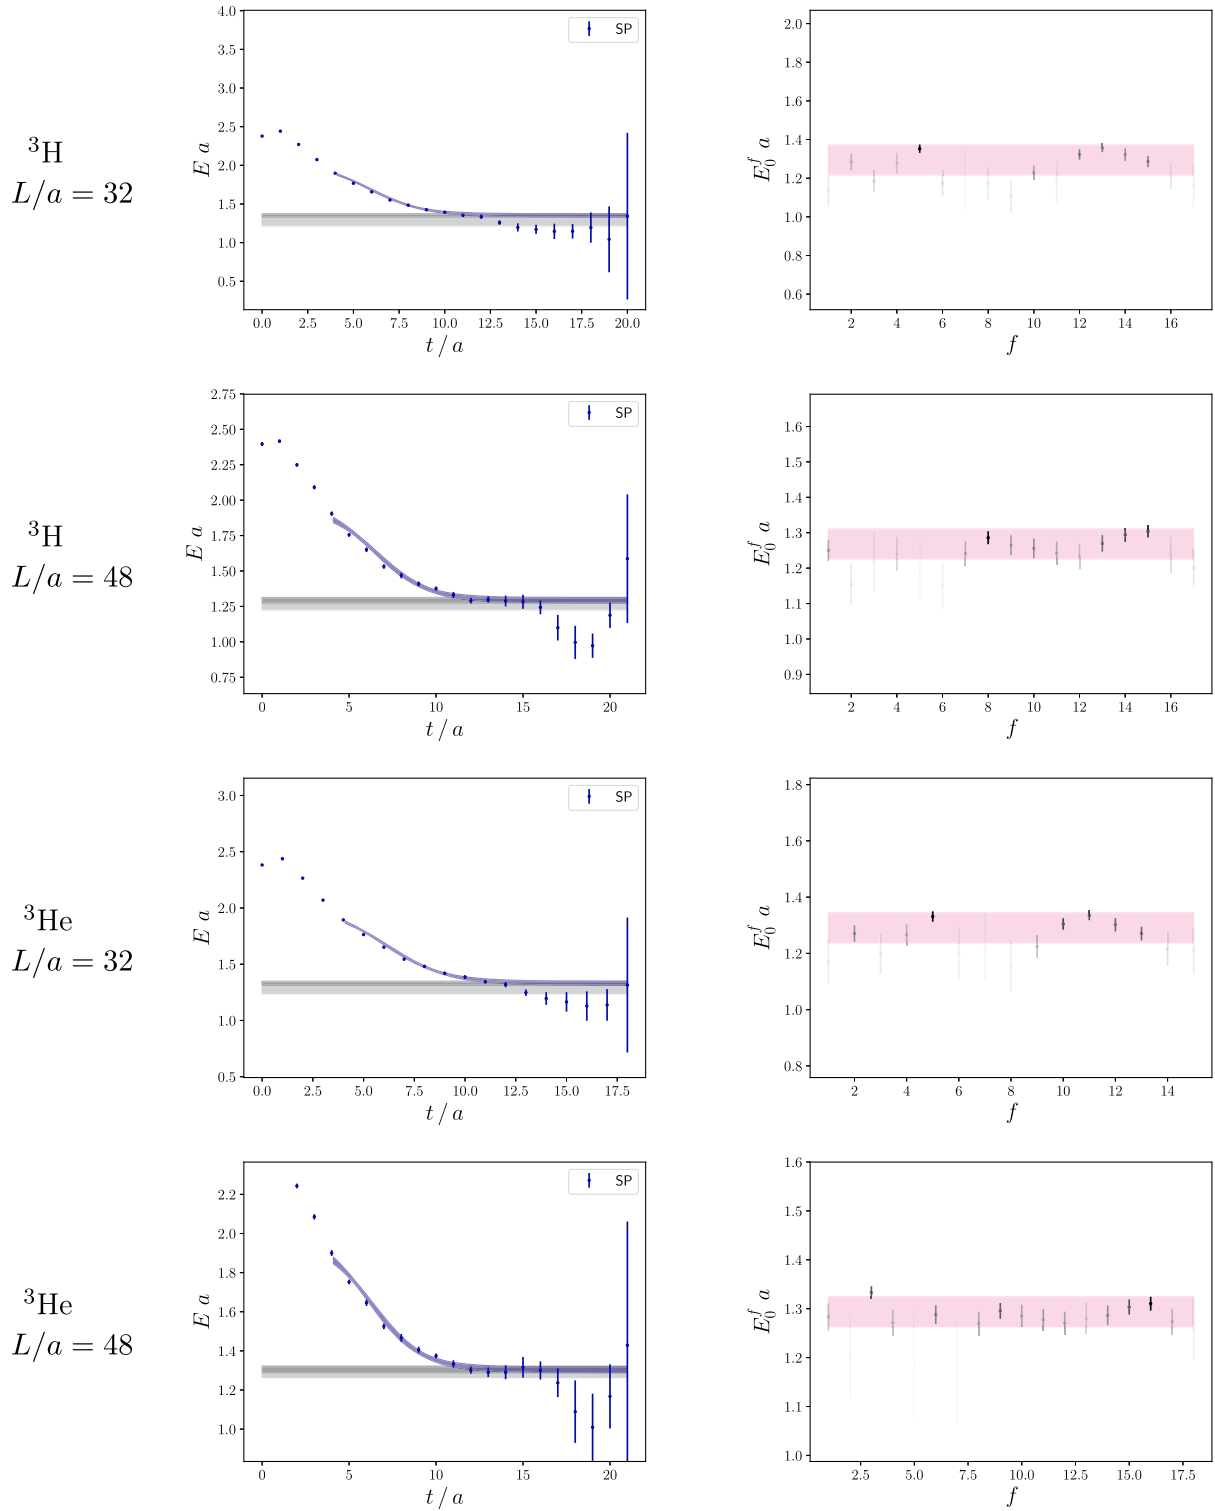 ³H
L/a = 32
E a
4.0
3.5
3.0
2.5
2.0
1.5
1.0
0.5
SP
0.0 2.5 5.0 7.5 10.0 12.5 15.0 17.5 20.0
t / a
E₀ᶠ a
2.0
1.8
1.6
1.4
1.2
1.0
0.8
0.6
2 4 6 8 10 12 14 16
f
³H
L/a = 48
E a
2.75
2.50
2.25
2.00
1.75
1.50
1.25
1.00
0.75
SP
0 5 10 15 20
t / a
E₀ᶠ a
1.6
1.5
1.4
1.3
1.2
1.1
1.0
0.9
2 4 6 8 10 12 14 16
f
³He
L/a = 32
E a
3.0
2.5
2.0
1.5
1.0
0.5
SP
0.0 2.5 5.0 7.5 10.0 12.5 15.0 17.5
t / a
E₀ᶠ a
1.8
1.6
1.4
1.2
1.0
0.8
2 4 6 8 10 12 14
f
³He
L/a = 48
E a
2.2
2.0
1.8
1.6
1.4
1.2
1.0
SP
0 5 10 15 20
t / a
E₀ᶠ a
1.6
1.5
1.4
1.3
1.2
1.1
1.0
2.5 5.0 7.5 10.0 12.5 15.0 17.5
f